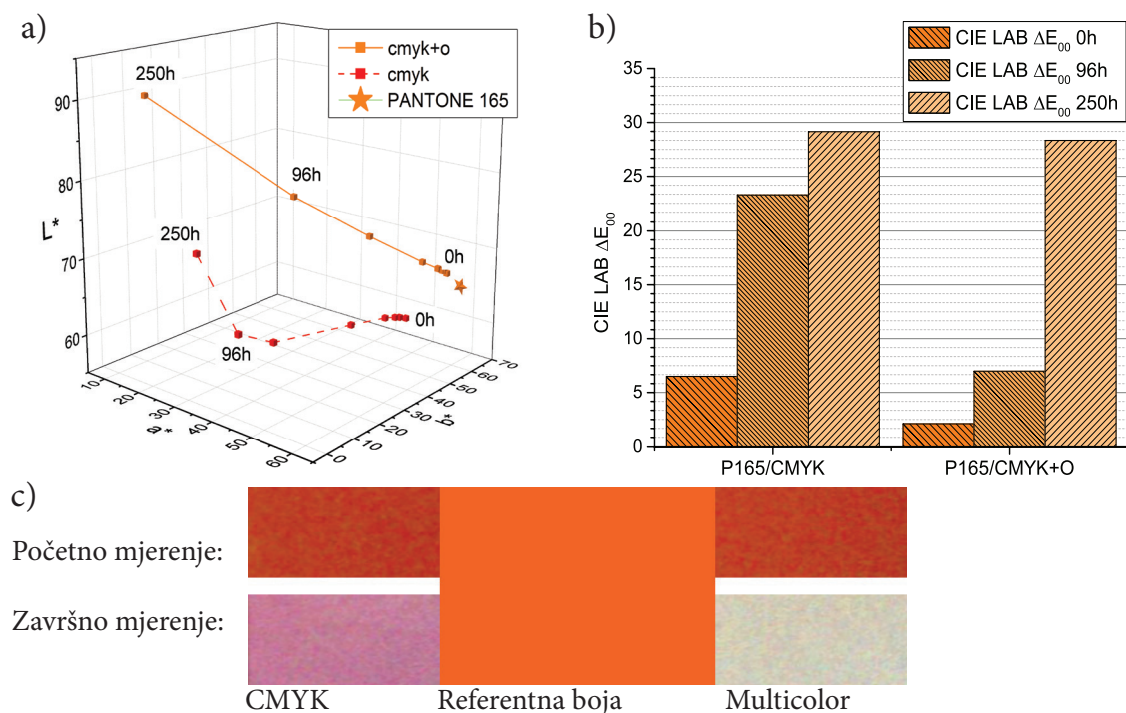 a)
cmyk+o
cmyk
PANTONE 165
250h
96h
0h
250h
96h
0h
L*
90
80
70
60
10
20
30
40
50
60
a*
0
10
20
30
40
50
60
70
b*
b)
CIE LAB ΔE00 0h
CIE LAB ΔE00 96h
CIE LAB ΔE00 250h
CIE LAB ΔE00
35
30
25
20
15
10
5
0
P165/CMYK
P165/CMYK+O
c)
Početno mjerenje:
Završno mjerenje:
CMYK Referentna boja Multicolor